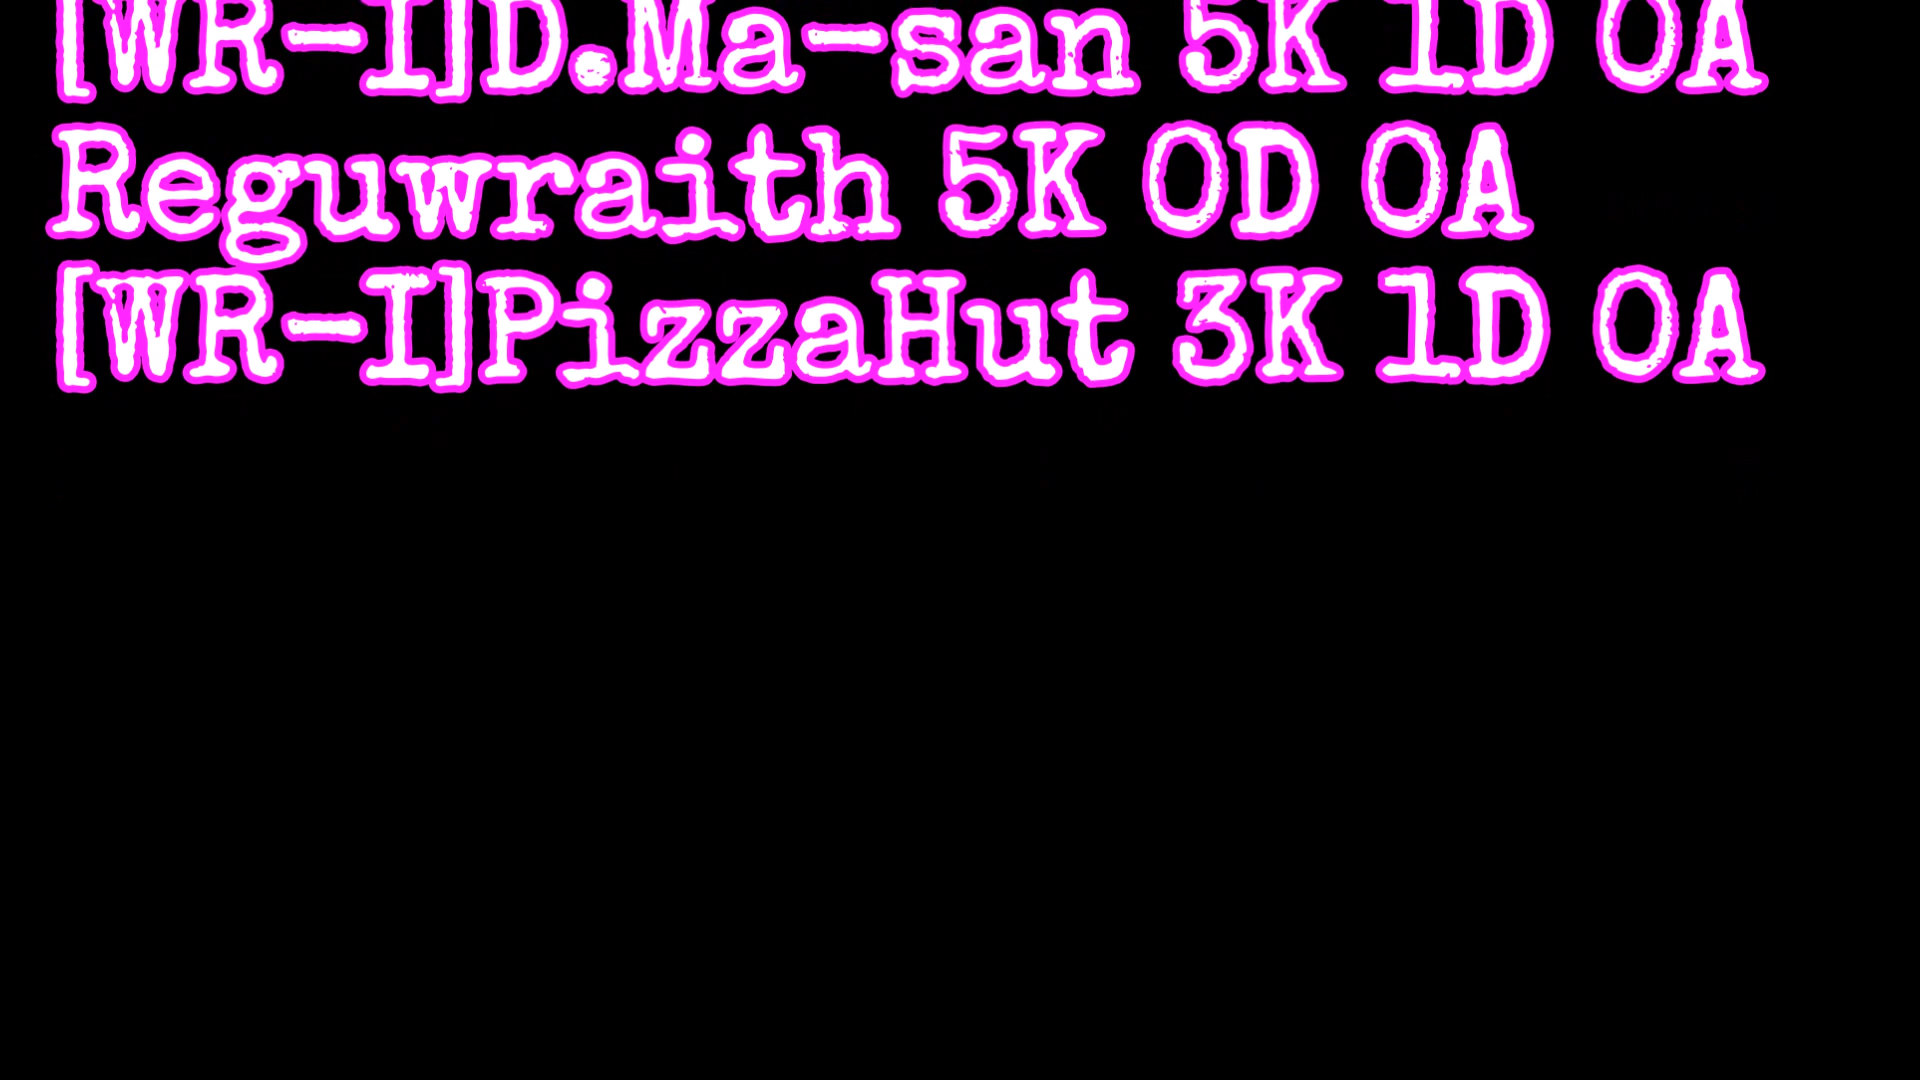 [WR-I]D.Ma-san 5K 1D 0A
Reguwraith 5K 0D 0A
[WR-I]PizzaHut 3K 1D 0A